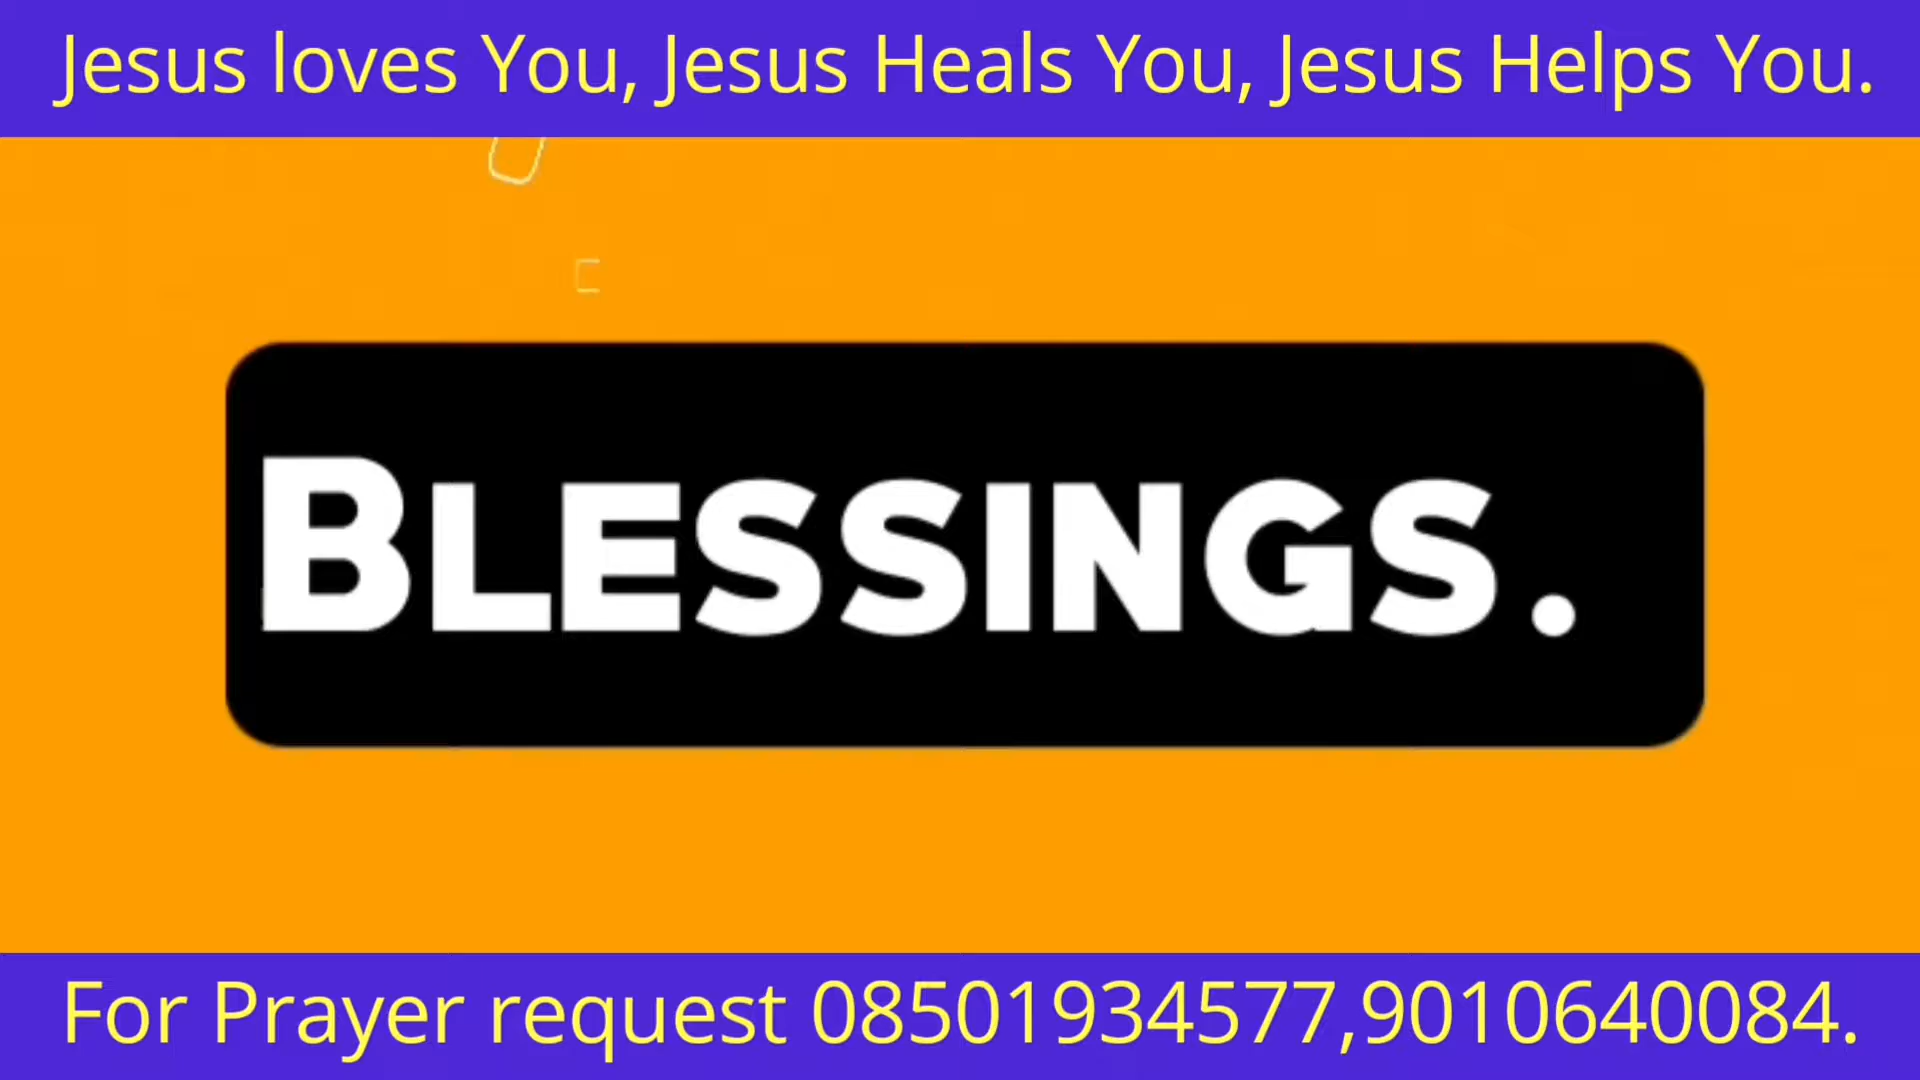 Jesus loves You, Jesus Heals You, Jesus Helps You.
BLESSINGS.
For Prayer request 08501934577,9010640084.